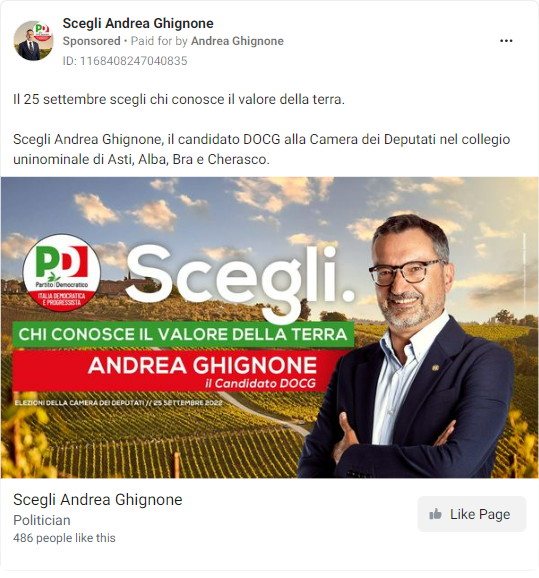 Scegli Andrea Ghignone
Sponsored • Paid for by Andrea Ghignone
ID: 1168408247040835
Il 25 settembre scegli chi conosce il valore della terra.
Scegli Andrea Ghignone, il candidato DOCG alla Camera dei Deputati nel collegio
uninominale di Asti, Alba, Bra e Cherasco.
PD
Partito Democratico
ITALIA DEMOCRATICA
E PROGRESSISTA
Scegli.
CHI CONOSCE IL VALORE DELLA TERRA
ANDREA GHIGNONE
il Candidato DOCG
ELEZIONI DELLA CAMERA DEI DEPUTATI // 25 SETTEMBRE 2022
Scegli Andrea Ghignone
Politician
486 people like this
Like Page